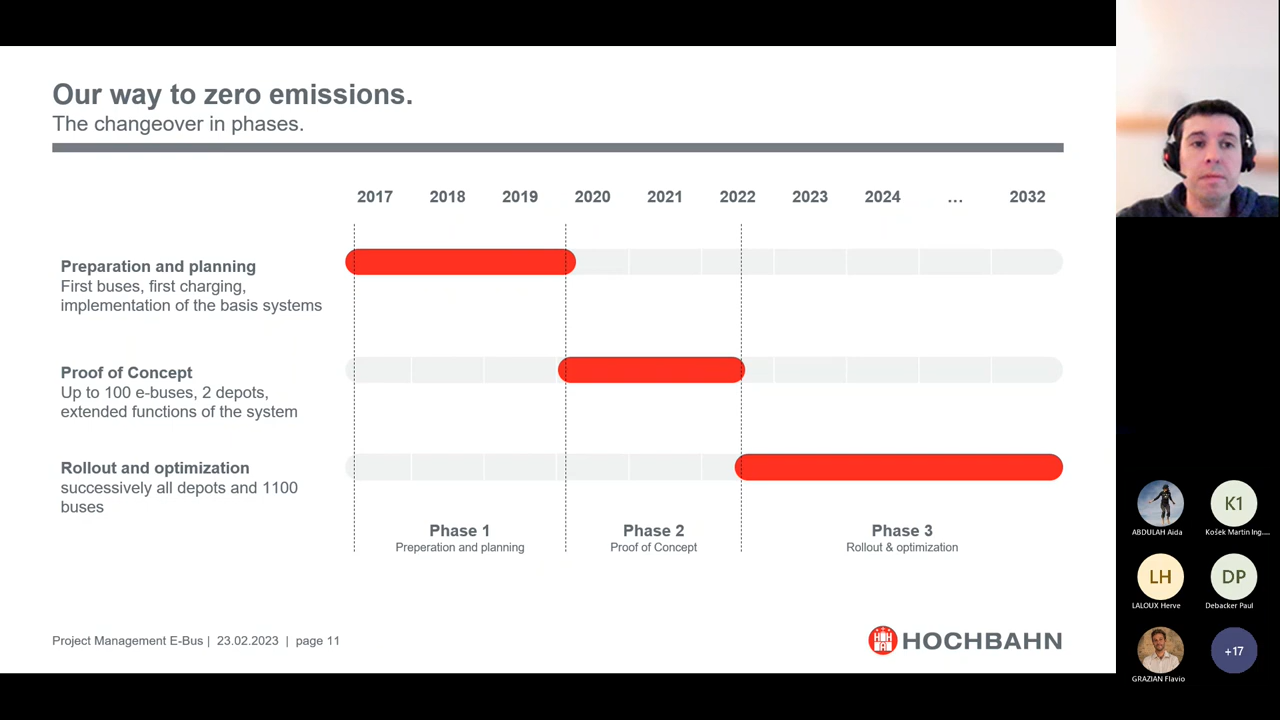 Our way to zero emissions.
The changeover in phases.
2017 2018 2019 2020 2021 2022 2023 2024 ... 2032
Preparation and planning
First buses, first charging,
implementation of the basis systems
Proof of Concept
Up to 100 e-buses, 2 depots,
extended functions of the system
Rollout and optimization
successively all depots and 1100
buses
Phase 1
Preperation and planning
Phase 2
Proof of Concept
Phase 3
Rollout & optimization
Project Management E-Bus | 23.02.2023 | page 11
HOCHBAHN
K1
ABDULAH Aida
Košek Martin Ing....
LH
DP
LALOUX Herve
Debacker Paul
+17
GRAZIAN Flavio